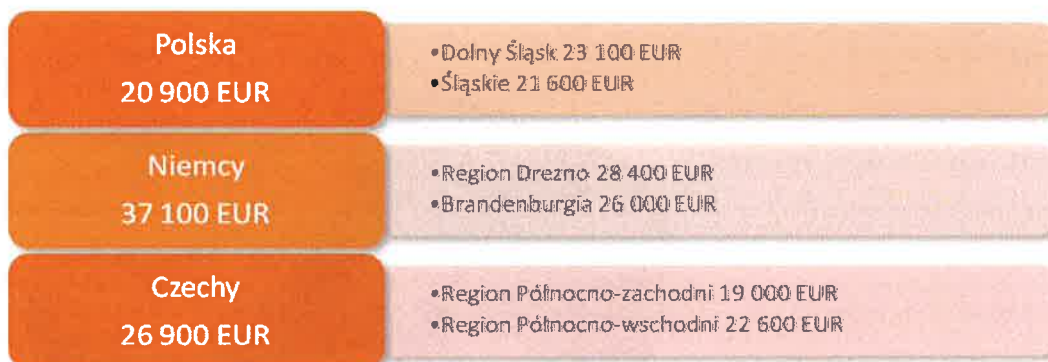 Polska
20 900 EUR
•Dolny Śląsk 23 100 EUR
•Śląskie 21 600 EUR
Niemcy
37 100 EUR
•Region Drezno 28 400 EUR
•Brandenburgia 26 000 EUR
Czechy
26 900 EUR
•Region Północno-zachodni 19 000 EUR
•Region Północno-wschodni 22 600 EUR